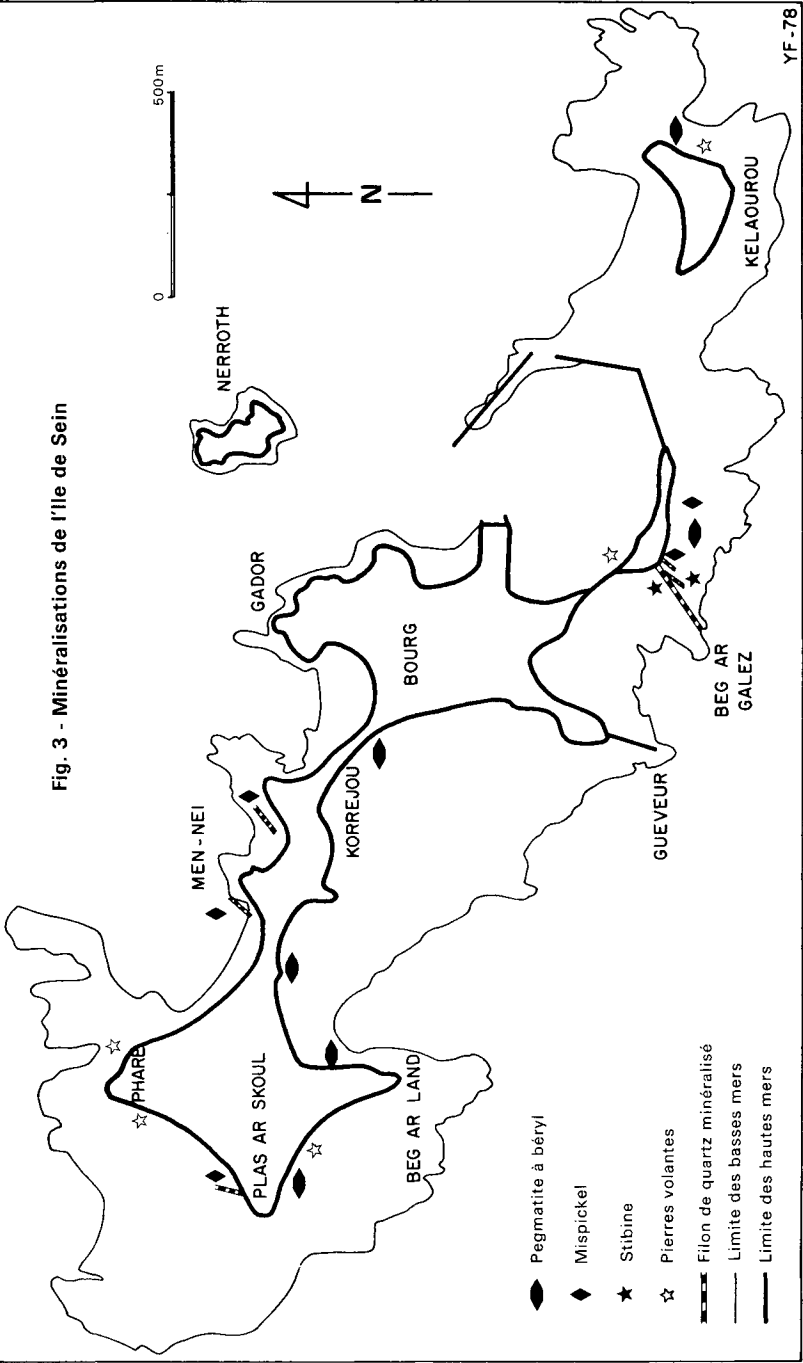 Fig. 3 - Minéralisations de l'Ile de Sein
0 500m
N
NERROTH
GADOR
MEN-NEI
PHARE
BOURG
KORREJOU
PLAS AR SKOUL
BEG AR LAND
KELAOUROU
BEG AR
GALEZ
GUEVEUR
Pegmatite à béryl
Mispickel
Stibine
Pierres volantes
Filon de quartz minéralisé
Limite des basses mers
Limite des hautes mers
YF-78